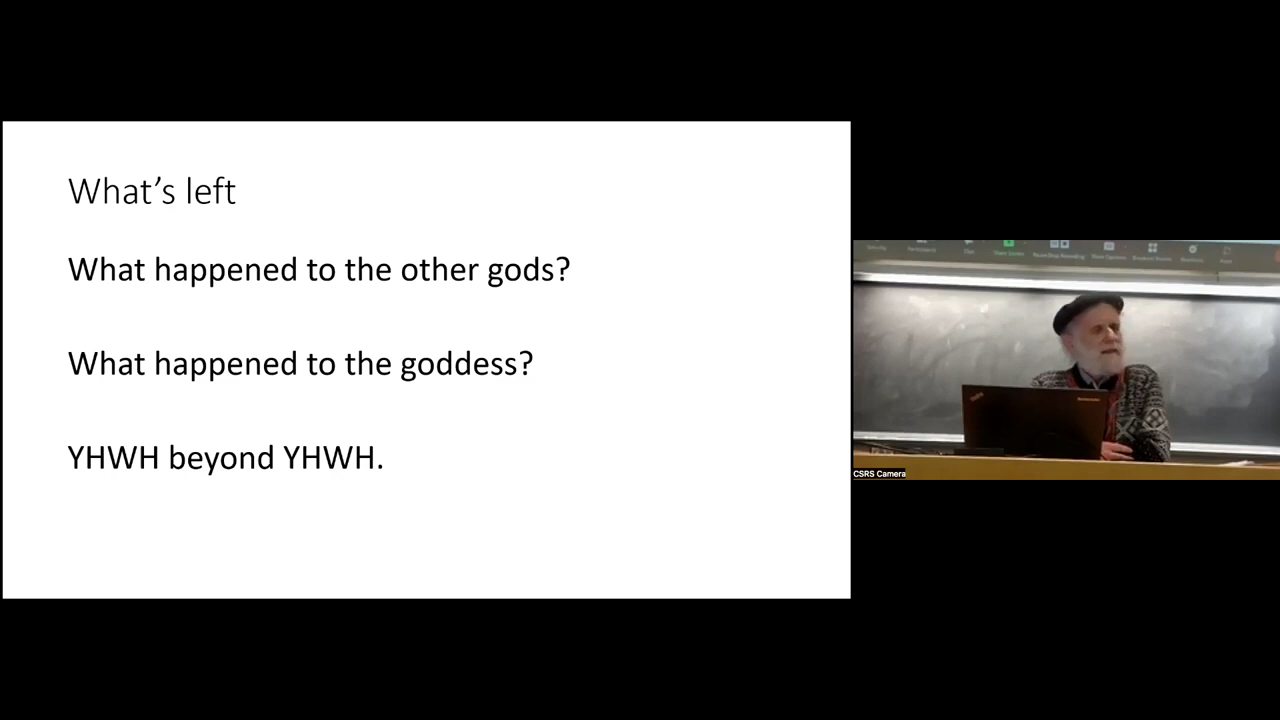 What's left
What happened to the other gods?
What happened to the goddess?
YHWH beyond YHWH.
CSRS Camera